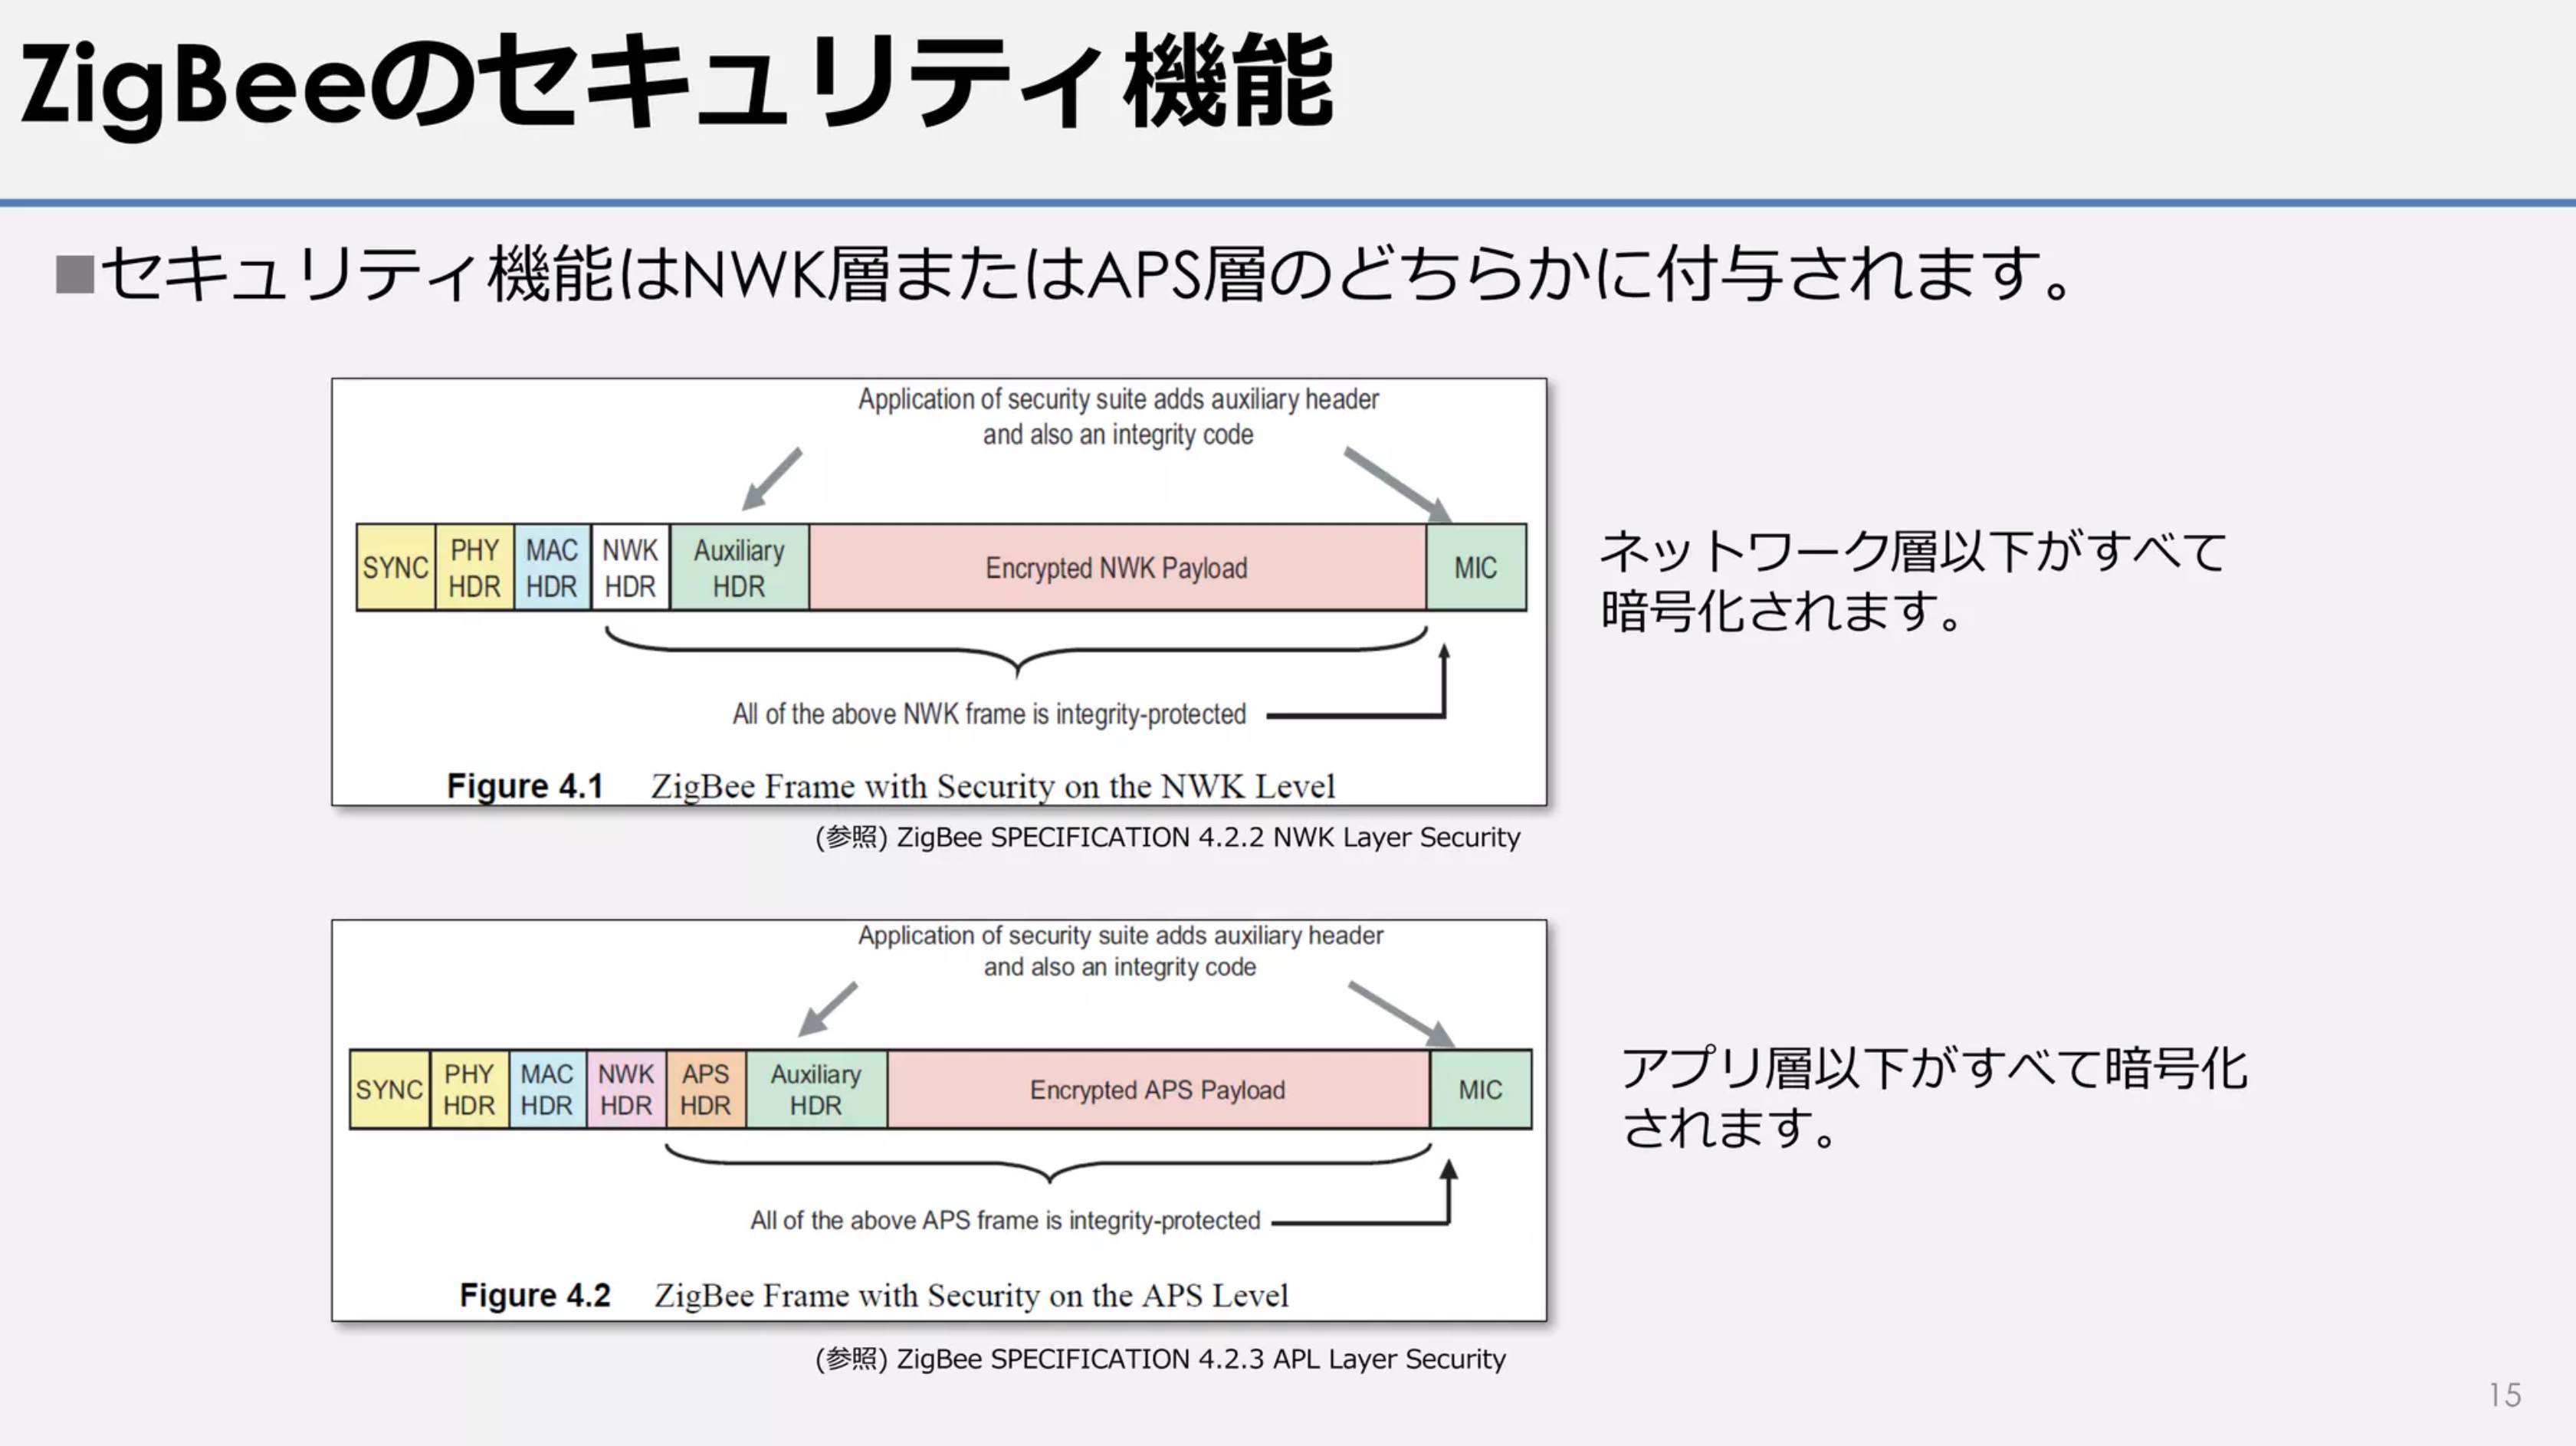 ZigBeeのセキュリティ機能
■セキュリティ機能はNWK層またはAPS層のどちらかに付与されます。
Application of security suite adds auxiliary header
and also an integrity code
SYNC PHY HDR MAC HDR NWK HDR Auxiliary HDR Encrypted NWK Payload MIC
All of the above NWK frame is integrity-protected
Figure 4.1 ZigBee Frame with Security on the NWK Level
(参照) ZigBee SPECIFICATION 4.2.2 NWK Layer Security
ネットワーク層以下がすべて
暗号化されます。
Application of security suite adds auxiliary header
and also an integrity code
SYNC PHY HDR MAC HDR NWK HDR APS HDR Auxiliary HDR Encrypted APS Payload MIC
All of the above APS frame is integrity-protected
Figure 4.2 ZigBee Frame with Security on the APS Level
(参照) ZigBee SPECIFICATION 4.2.3 APL Layer Security
アプリ層以下がすべて暗号化
されます。
15